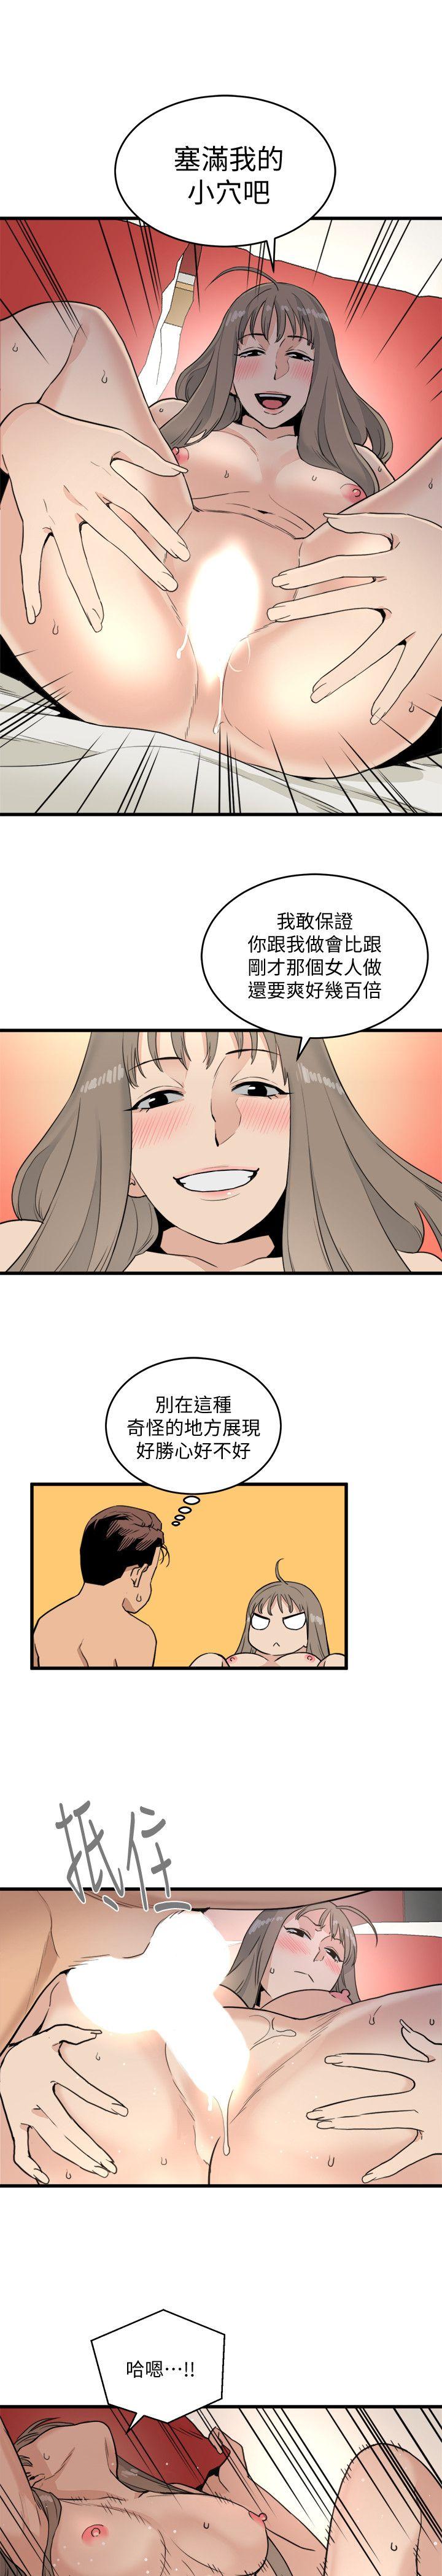 塞滿我的
小穴吧
我敢保證
你跟我做會比跟
剛才那個女人做
還要爽好幾百倍
別在這種
奇怪的地方展現
好勝心好不好
抵住
哈嗯…!!